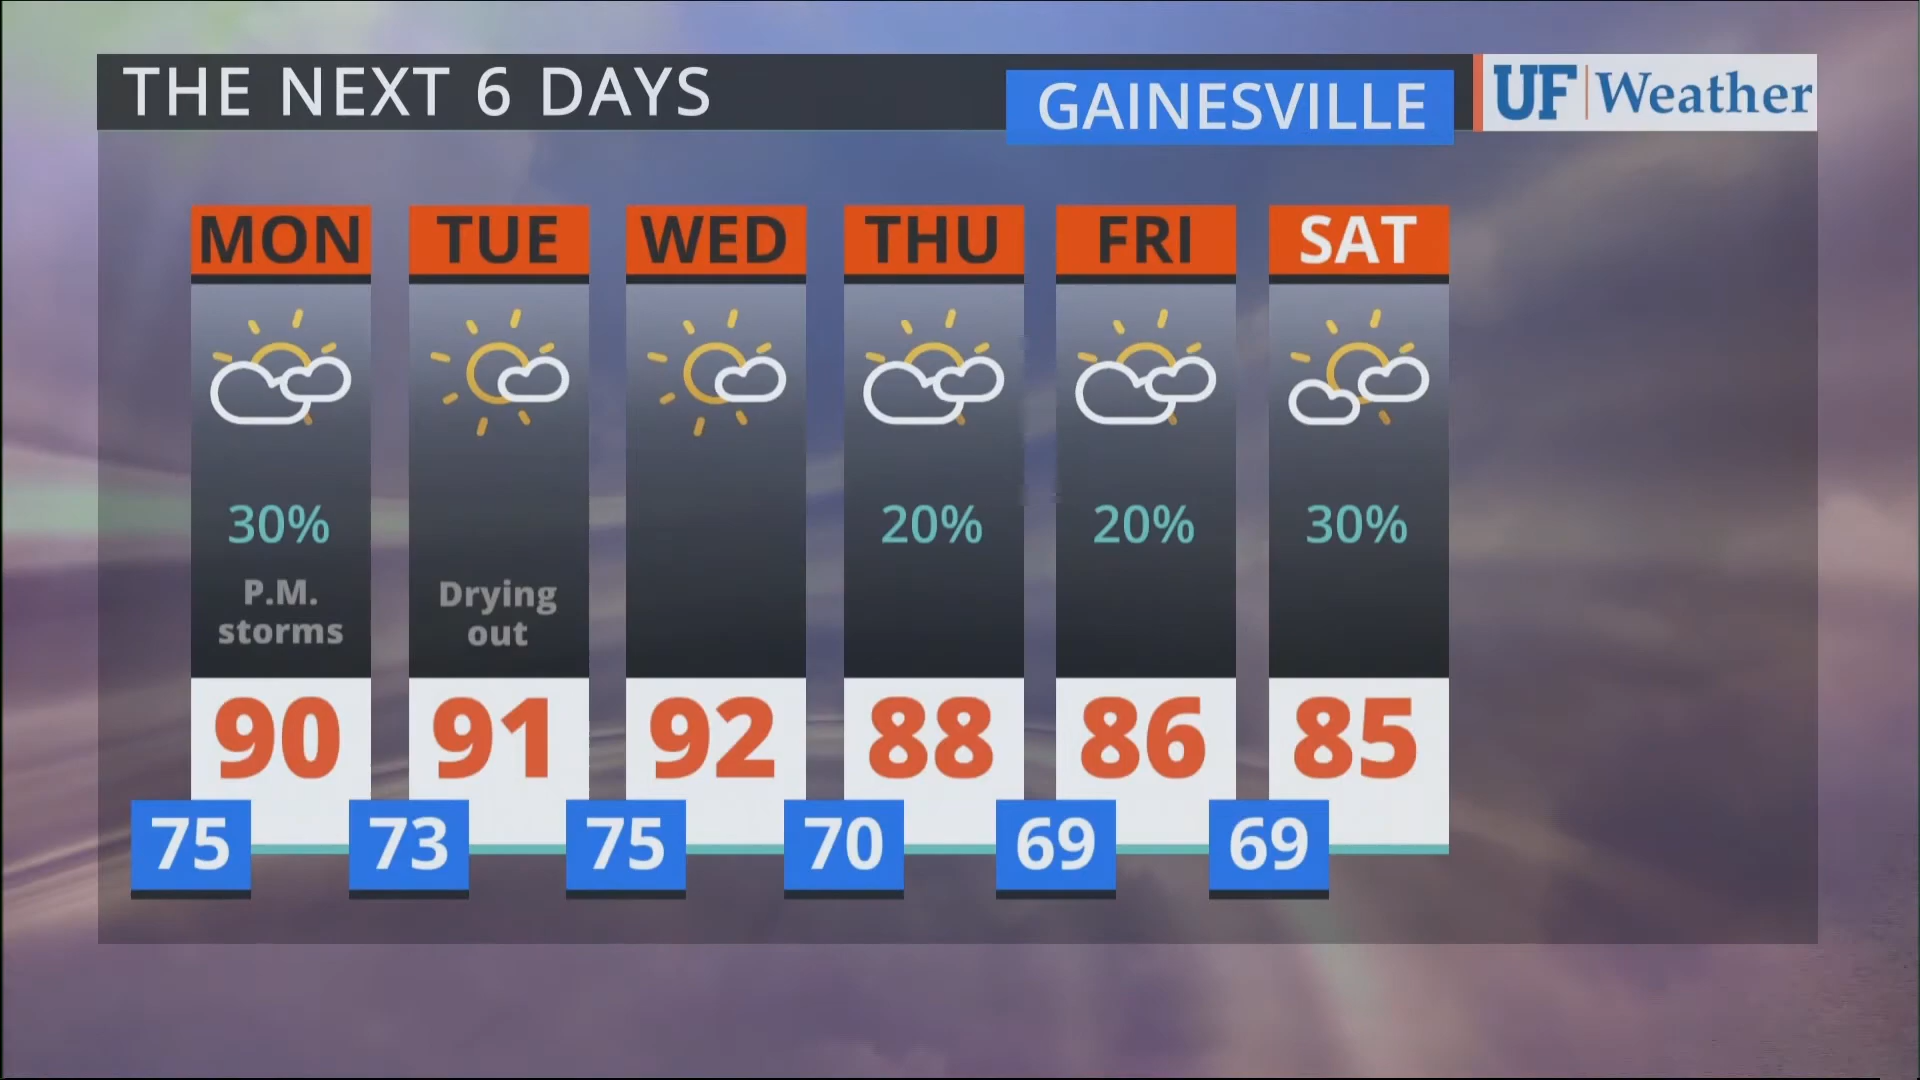 THE NEXT 6 DAYS
GAINESVILLE
UF Weather
MON TUE WED THU FRI SAT
30% 20% 20% 30%
P.M.
storms
Drying
out
90 91 92 88 86 85
75 73 75 70 69 69